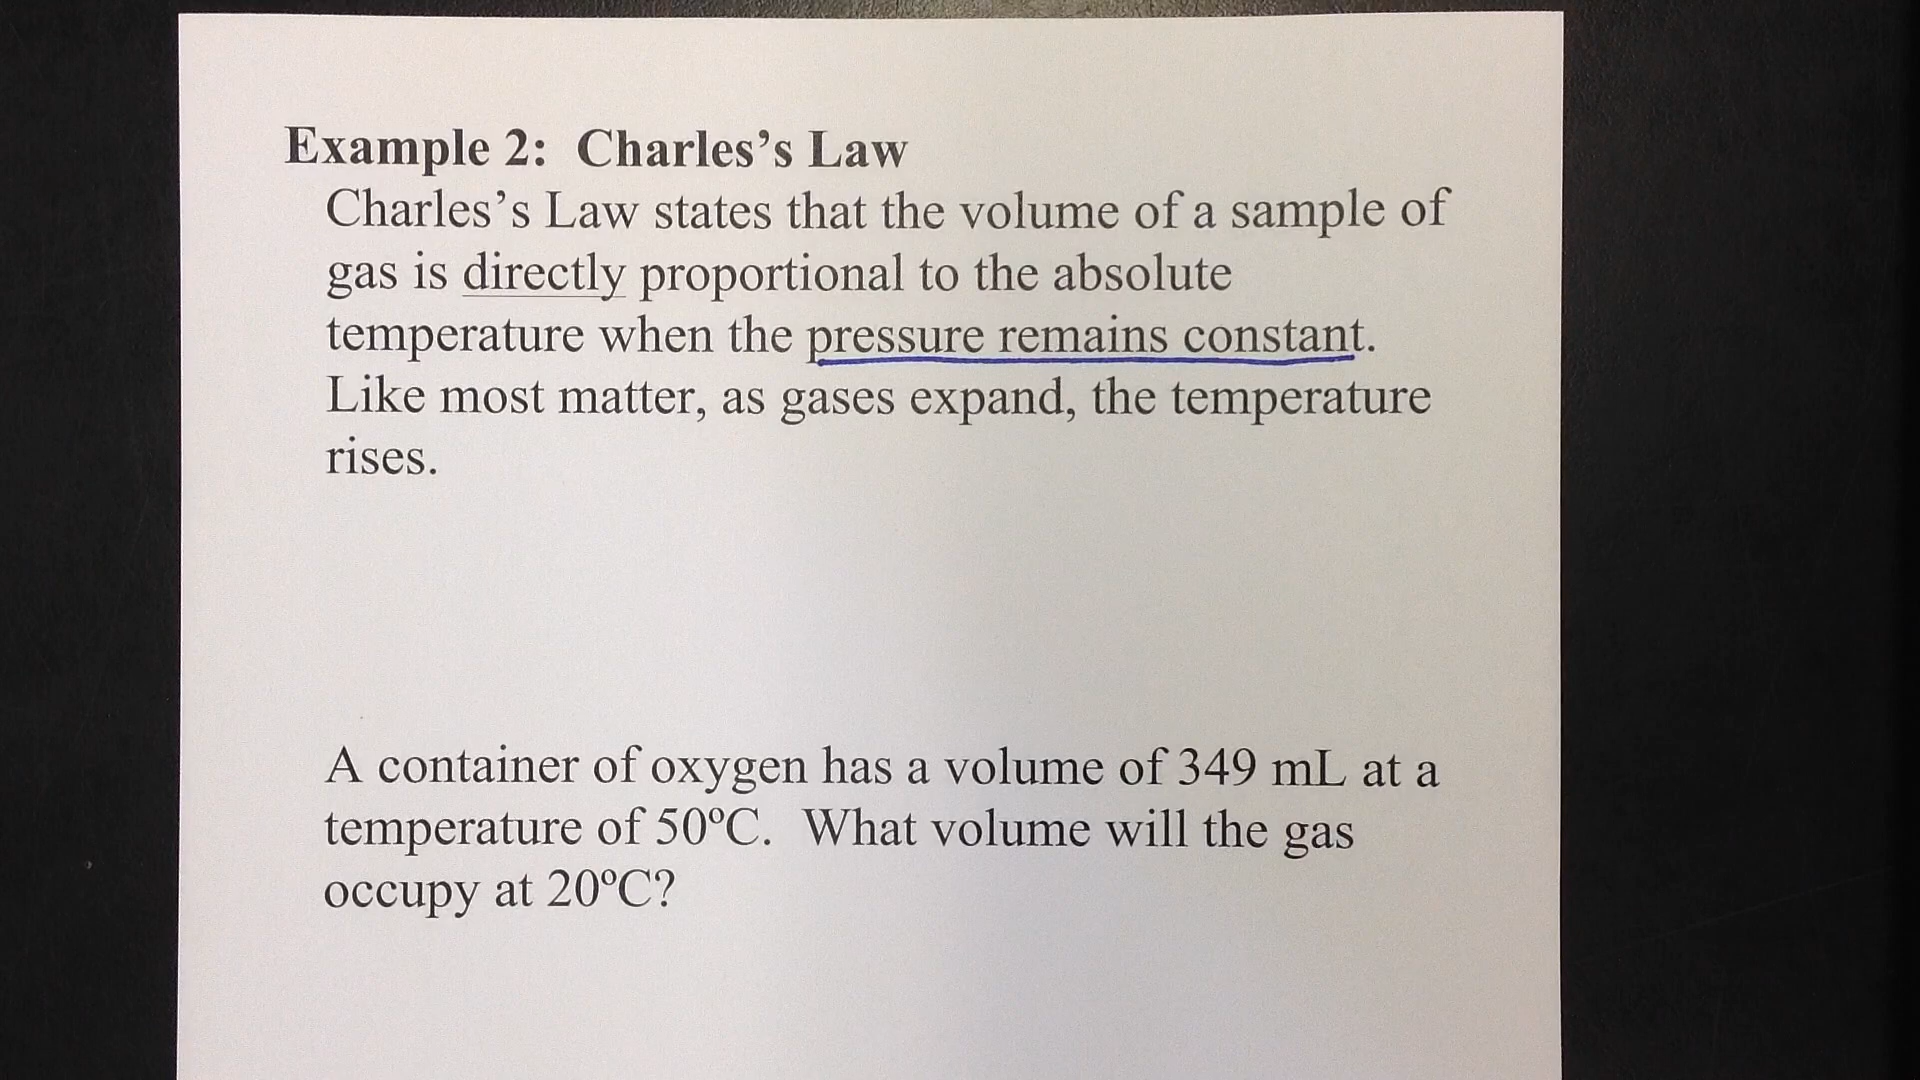 Example 2: Charles’s Law
Charles’s Law states that the volume of a sample of
gas is directly proportional to the absolute
temperature when the pressure remains constant.
Like most matter, as gases expand, the temperature
rises.
A container of oxygen has a volume of 349 mL at a
temperature of 50ºC. What volume will the gas
occupy at 20ºC?